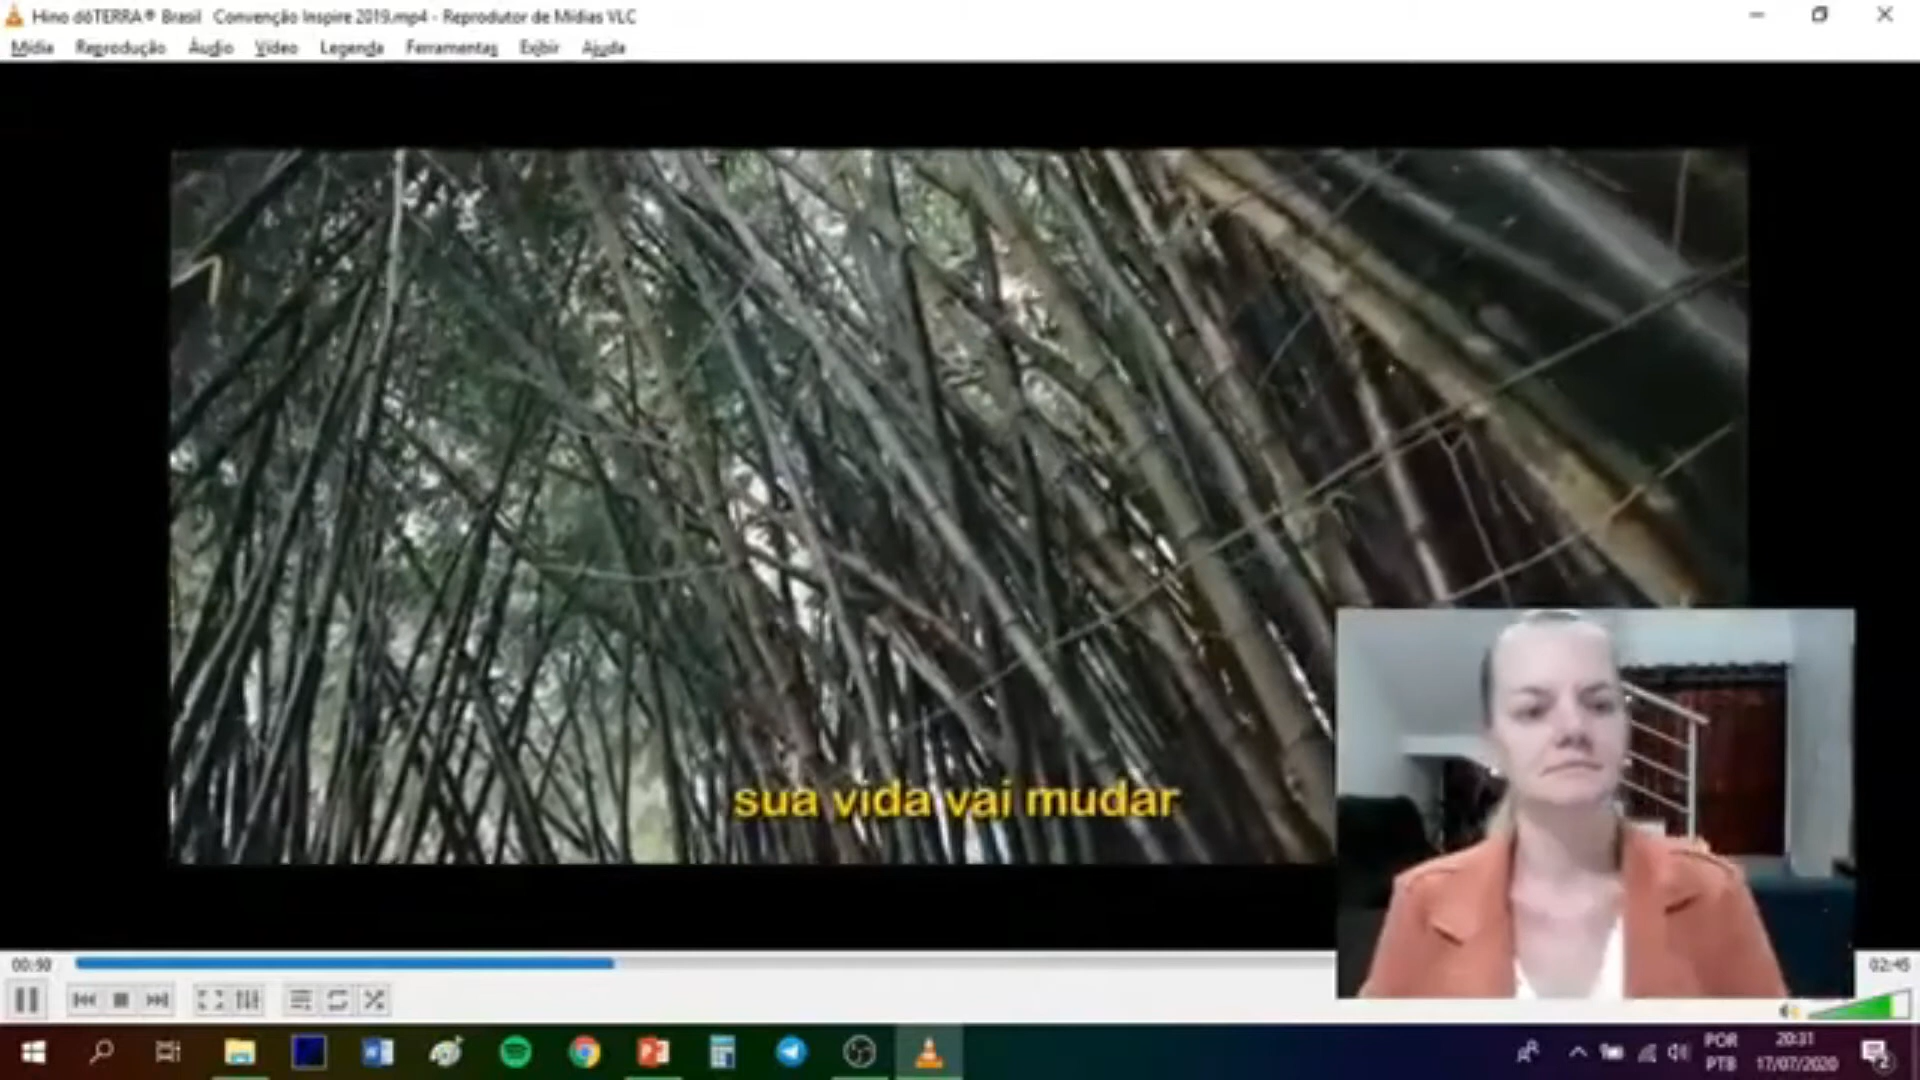 Hino dōTERRA® Brasil   Convenção Inspire 2019.mp4 - Reprodutor de Mídias VLC
Mídia Reprodução Áudio Vídeo Legenda Ferramentas Exibir Ajuda
sua vida vai mudar
00:50
02:45
POR
20:31
PTB
17/07/2020
2